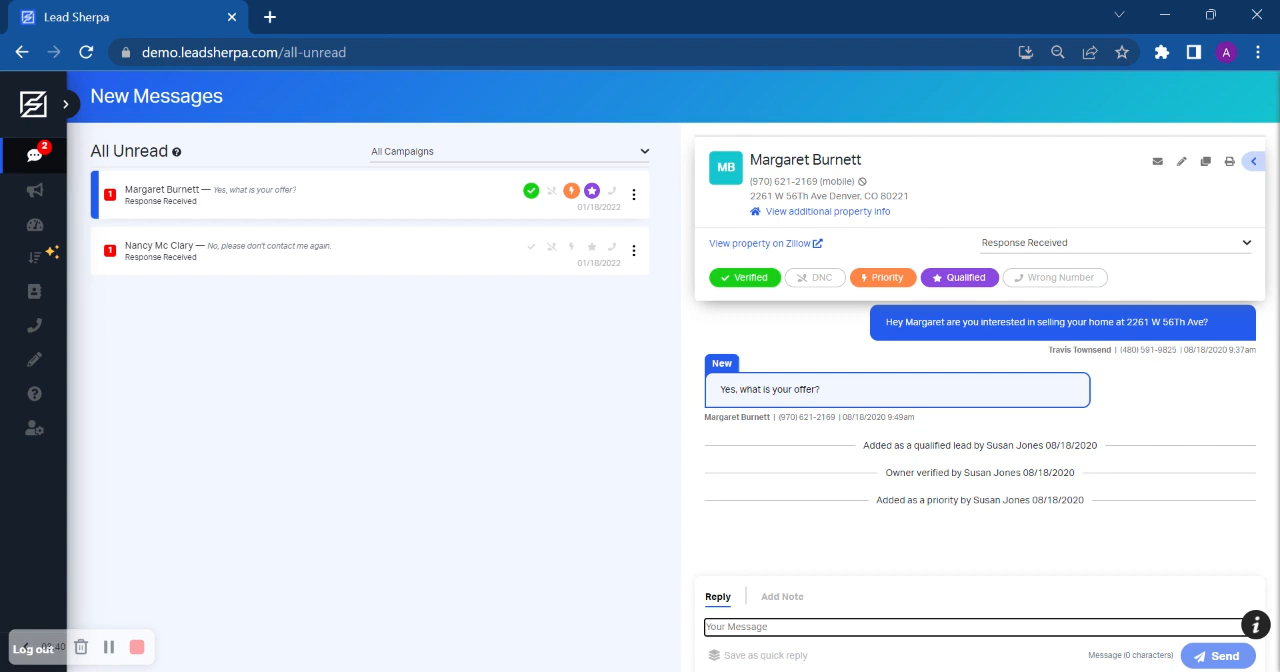 Lead Sherpa
demo.leadsherpa.com/all-unread
A
New Messages
2
All Unread
All Campaigns
1
Margaret Burnett — Yes, what is your offer?
Response Received
01/18/2022
1
Nancy Mc Clary — No, please don't contact me again.
Response Received
01/18/2022
MB
Margaret Burnett
(970) 621-2169 (mobile)
2261 W 56Th Ave Denver, CO 80221
View additional property info
View property on Zillow
Response Received
Verified
DNC
Priority
Qualified
Wrong Number
Hey Margaret are you interested in selling your home at 2261 W 56Th Ave?
Travis Townsend | (480) 591-9825 | 08/18/2020 9:37am
New
Yes, what is your offer?
Margaret Burnett | (970) 621-2169 | 08/18/2020 9:49am
Added as a qualified lead by Susan Jones 08/18/2020
Owner verified by Susan Jones 08/18/2020
Added as a priority by Susan Jones 08/18/2020
Reply
Add Note
Your Message
Save as quick reply
Message (0 characters)
Send
Log out